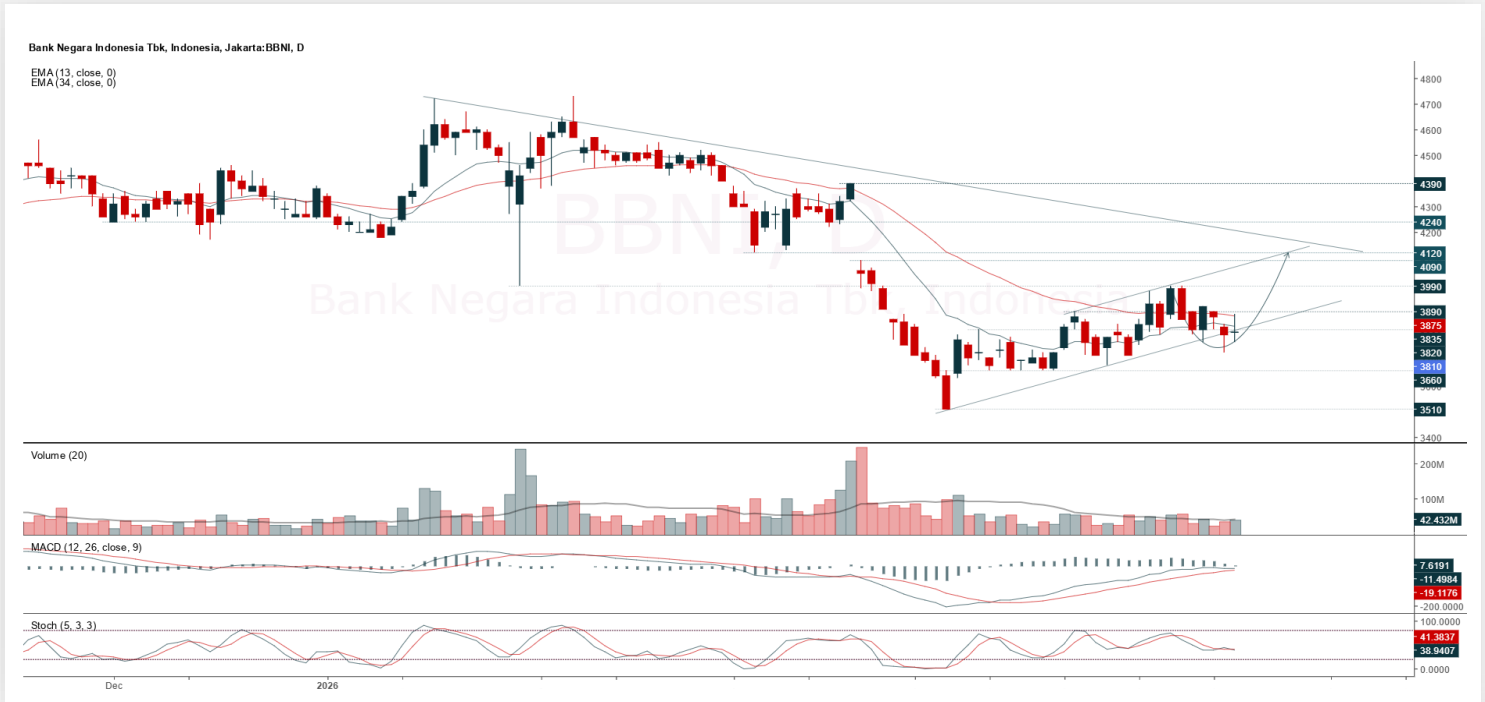 Bank Negara Indonesia Tbk, Indonesia, Jakarta:BBNI, D
EMA (13, close, 0)
EMA (34, close, 0)
BBNI, D
Bank Negara Indonesia Tbk, Indonesia
4800
4700
4600
4500
4390
4300
4240
4200
4120
4090
3990
3890
3875
3835
3820
3810
3660
3510
3400
Volume (20)
200M
100M
42.432M
MACD (12, 26, close, 9)
7.6191
-11.4984
-19.1176
-200.0000
Stoch (5, 3, 3)
100.0000
41.3837
38.9407
0.0000
Dec
2026